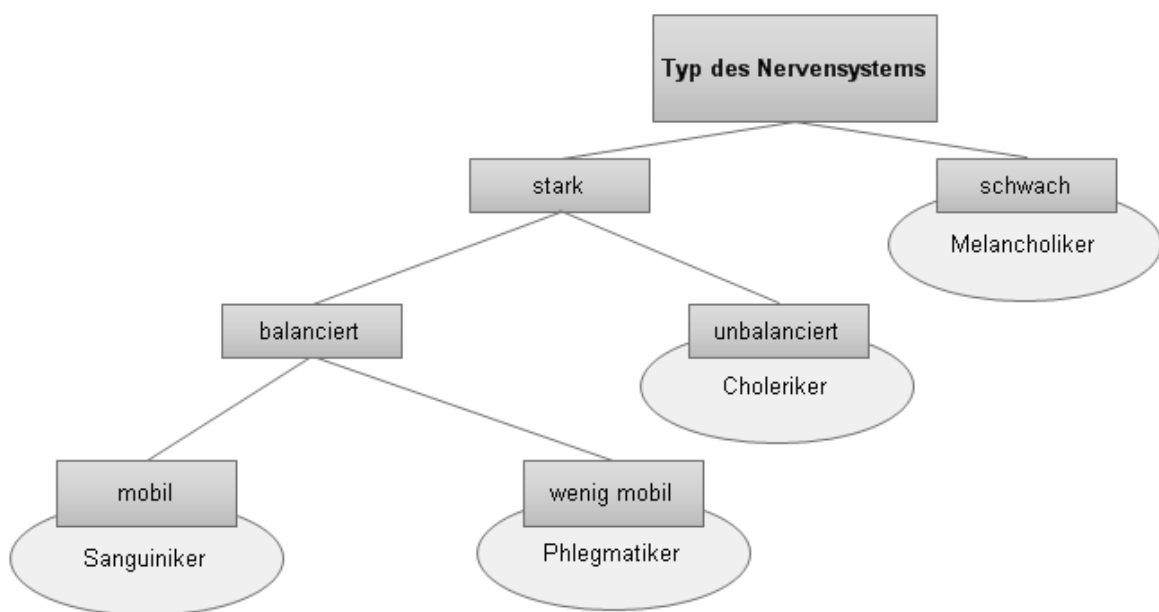 Typ des Nervensystems
stark
schwach
Melancholiker
balanciert
unbalanciert
Choleriker
mobil
wenig mobil
Sanguiniker
Phlegmatiker